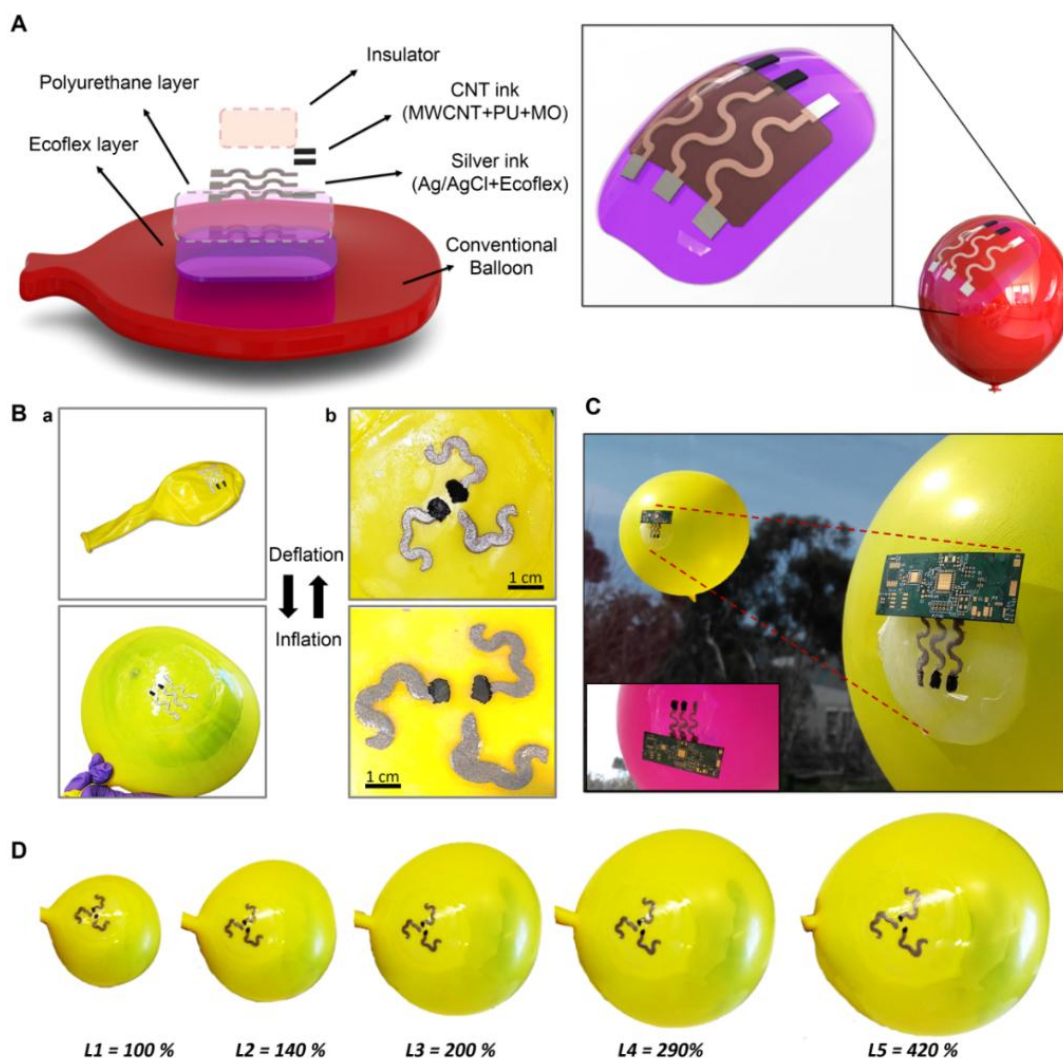 A
Insulator
Polyurethane layer
CNT ink
(MWCNT+PU+MO)
Ecoflex layer
Silver ink
(Ag/AgCl+Ecoflex)
Conventional
Balloon
B
a
b
C
Deflation
Inflation
1 cm
1 cm
D
L1 = 100 %
L2 = 140 %
L3 = 200 %
L4 = 290%
L5 = 420 %